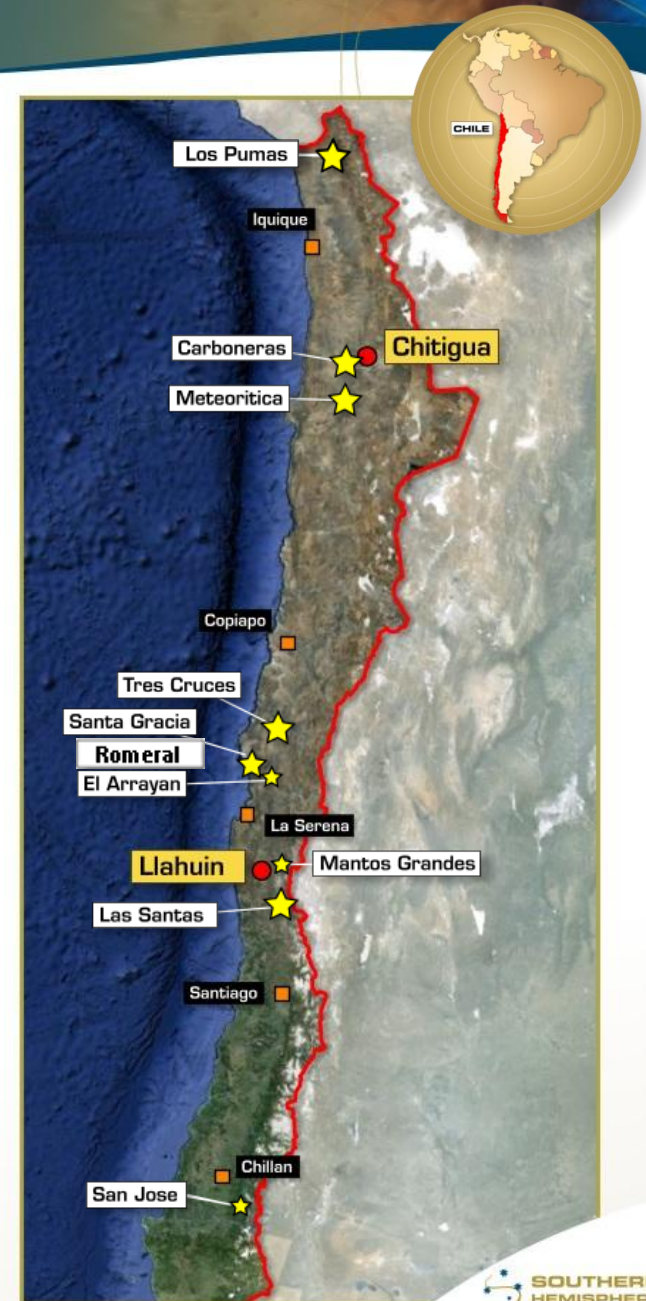 CHILE
Los Pumas
Iquique
Carboneras
Chitigua
Meteoritica
Copiapo
Tres Cruces
Santa Gracia
Romeral
El Arrayan
La Serena
Llahuin
Mantos Grandes
Las Santas
Santiago
Chillan
San Jose
SOUTHERN
HEMISPHERE